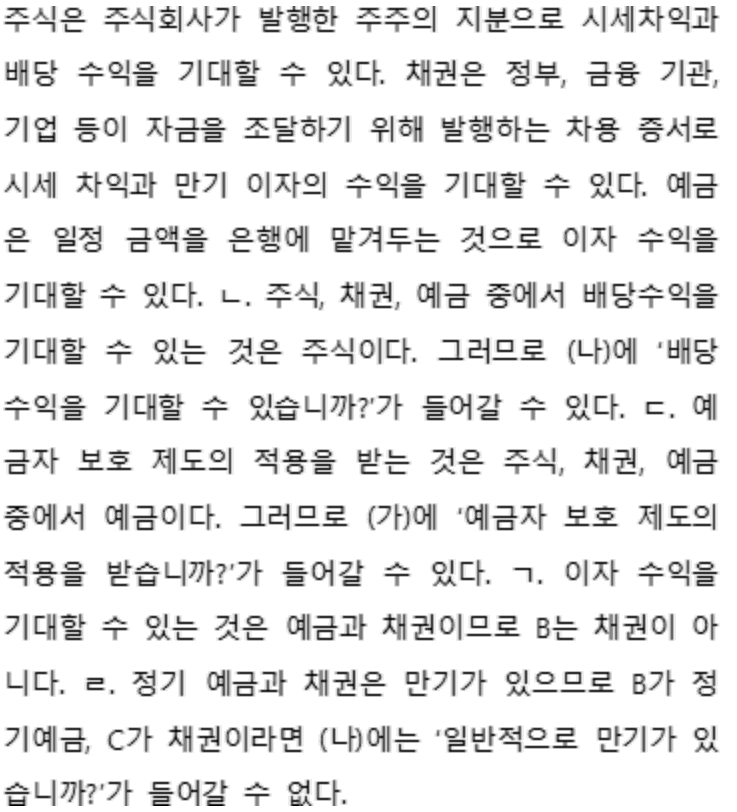 주식은 주식회사가 발행한 주주의 지분으로 시세차익과
배당 수익을 기대할 수 있다. 채권은 정부, 금융 기관,
기업 등이 자금을 조달하기 위해 발행하는 차용 증서로
시세 차익과 만기 이자의 수익을 기대할 수 있다. 예금
은 일정 금액을 은행에 맡겨두는 것으로 이자 수익을
기대할 수 있다. ㄴ. 주식, 채권, 예금 중에서 배당수익을
기대할 수 있는 것은 주식이다. 그러므로 (나)에 ‘배당
수익을 기대할 수 있습니까?’가 들어갈 수 있다. ㄷ. 예
금자 보호 제도의 적용을 받는 것은 주식, 채권, 예금
중에서 예금이다. 그러므로 (가)에 ‘예금자 보호 제도의
적용을 받습니까?’가 들어갈 수 있다. ㄱ. 이자 수익을
기대할 수 있는 것은 예금과 채권이므로 B는 채권이 아
니다. ㄹ. 정기 예금과 채권은 만기가 있으므로 B가 정
기예금, C가 채권이라면 (나)에는 ‘일반적으로 만기가 있
습니까?’가 들어갈 수 없다.